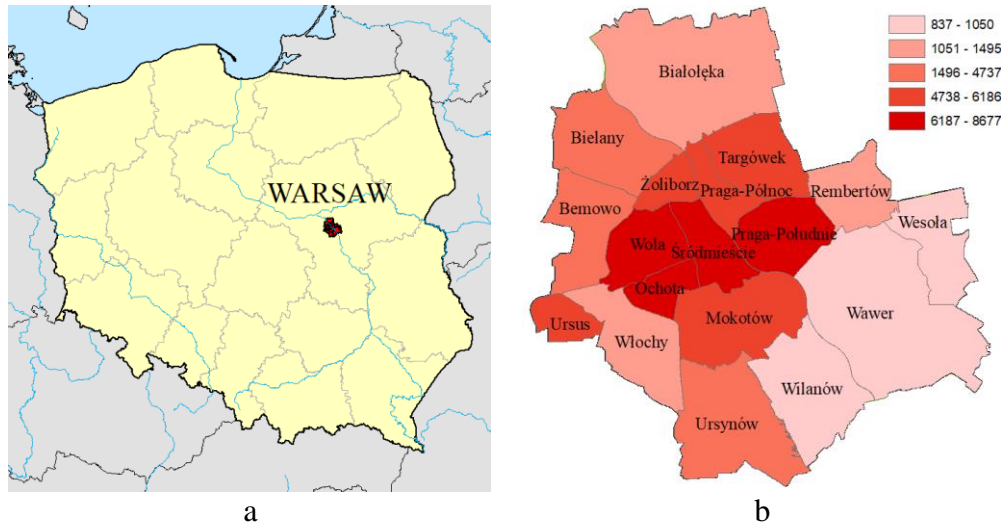 WARSAW
837 - 1050
1051 - 1495
1496 - 4737
4738 - 6186
6187 - 8677
Białołęka
Bielany
Targówek
Żoliborz
Praga-Północ
Rembertów
Bemowo
Wesoła
Wola
Praga-Południe
Śródmieście
Ochota
Ursus
Mokotów
Wawer
Włochy
Wilanów
Ursynów
a
b